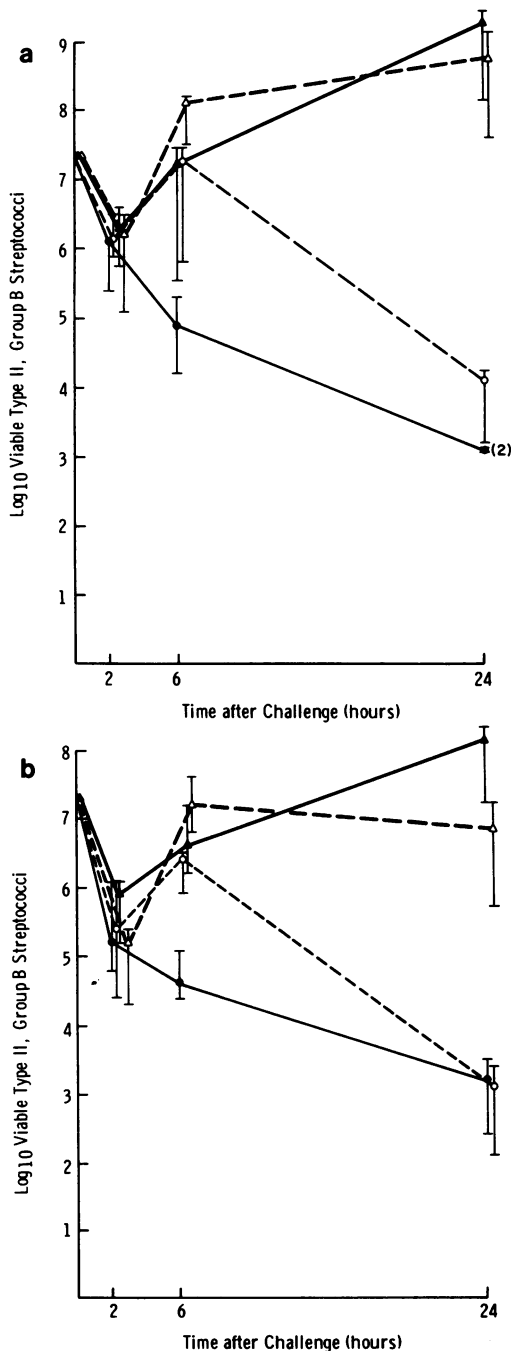 a
9
8
7
6
5
4
3
2
1
Log10 Viable Type II, Group B Streptococci
(2)
2 6 24
Time after Challenge (hours)
b
8
7
6
5
4
3
2
1
Log10 Viable Type II, Group B Streptococci
2 6 24
Time after Challenge (hours)